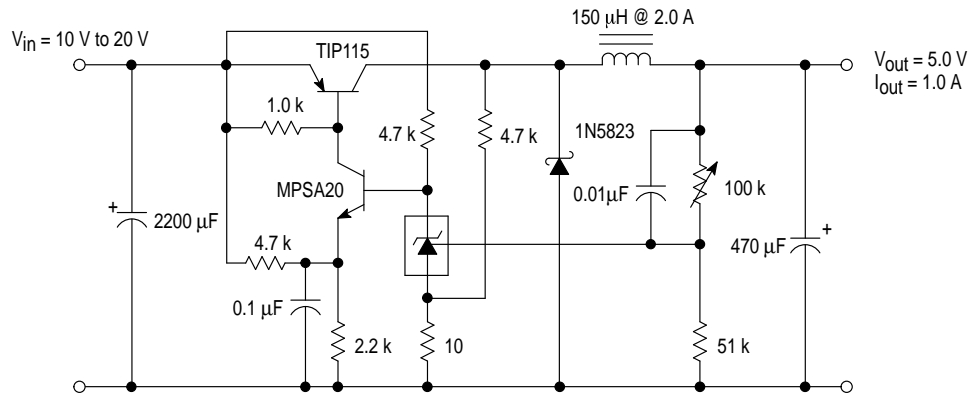 150 μH @ 2.0 A
Vin = 10 V to 20 V
TIP115
Vout = 5.0 V
Iout = 1.0 A
1.0 k
4.7 k
4.7 k
1N5823
MPSA20
0.01μF
100 k
+
2200 μF
4.7 k
470 μF
+
0.1 μF
2.2 k
10
51 k